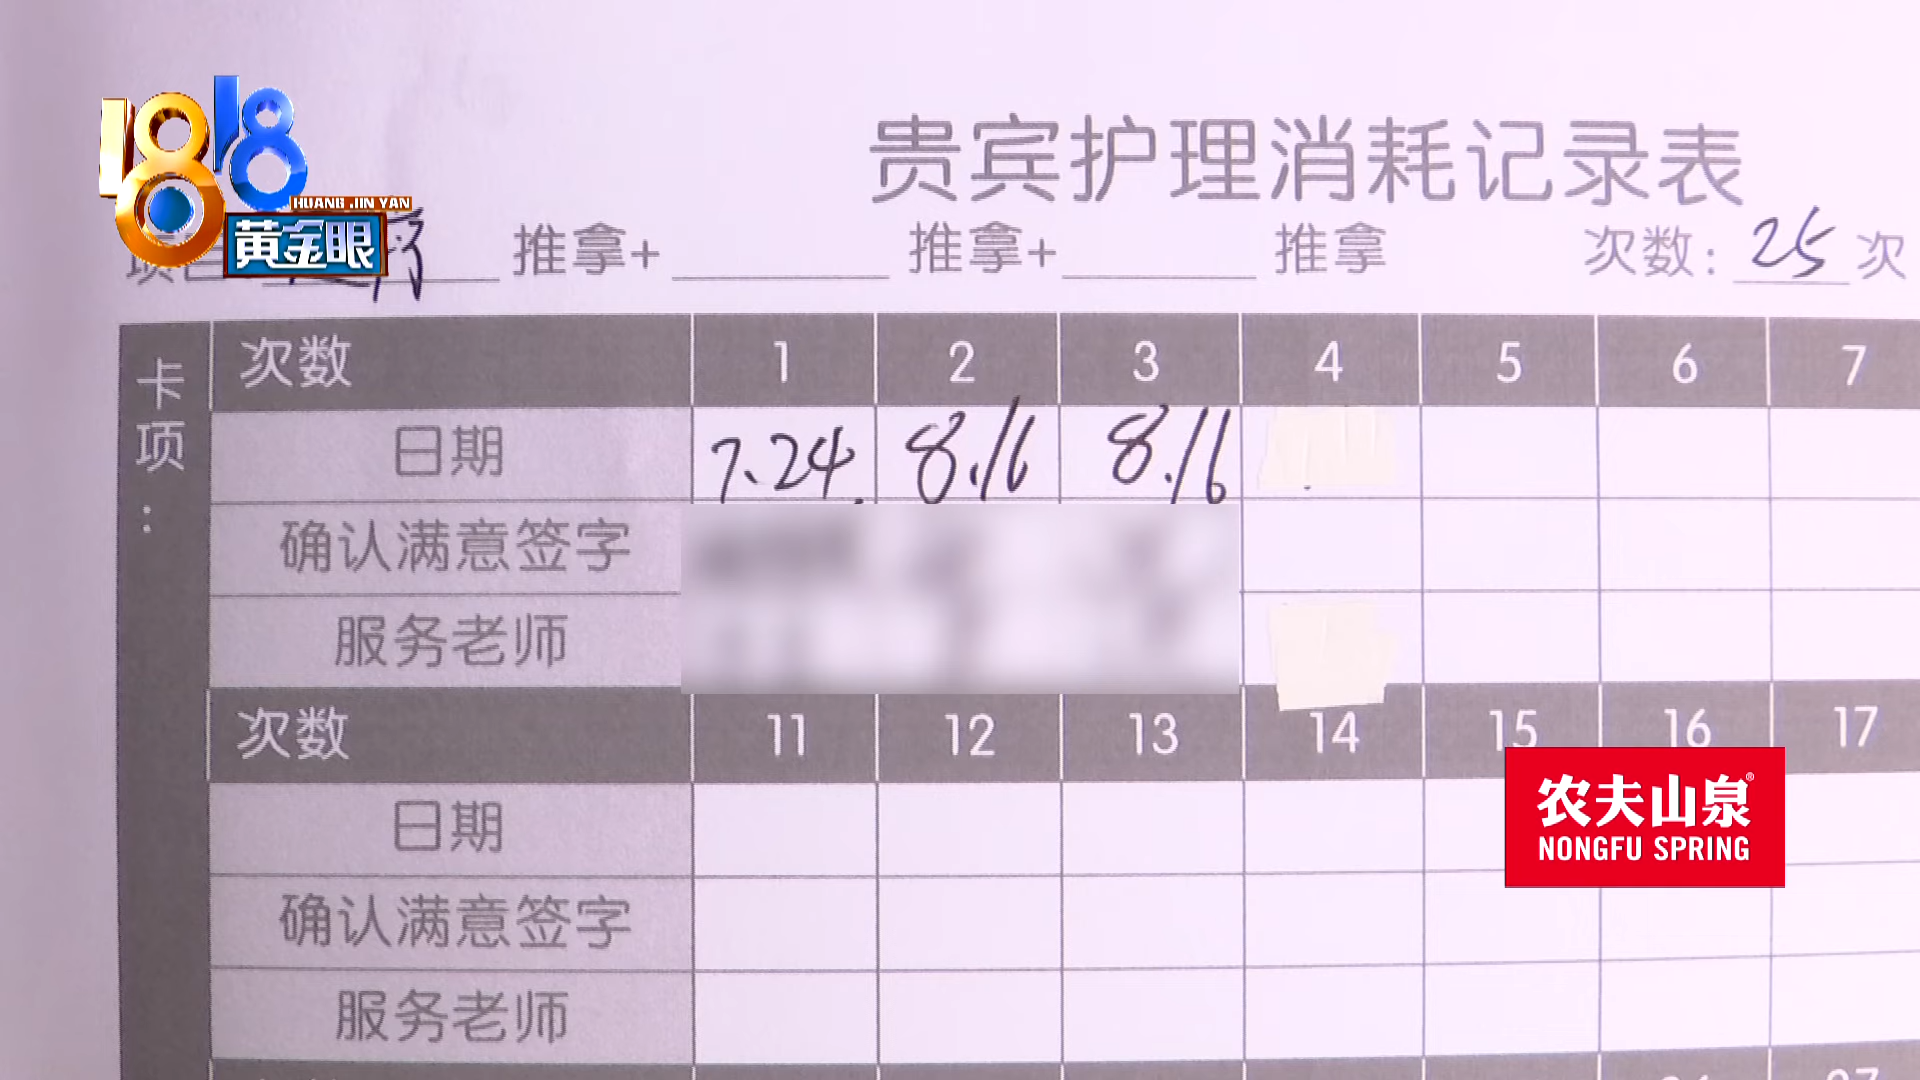 1818
HUANG JIN YAN
黄金眼
贵宾护理消耗记录表
推拿+ 推拿+ 推拿 次数: 25 次
卡项:
次数 1 2 3 4 5 6 7
日期 7.24. 8.16 8.16
确认满意签字
服务老师
次数 11 12 13 14 15 16 17
日期
确认满意签字
服务老师
农夫山泉®
NONGFU SPRING